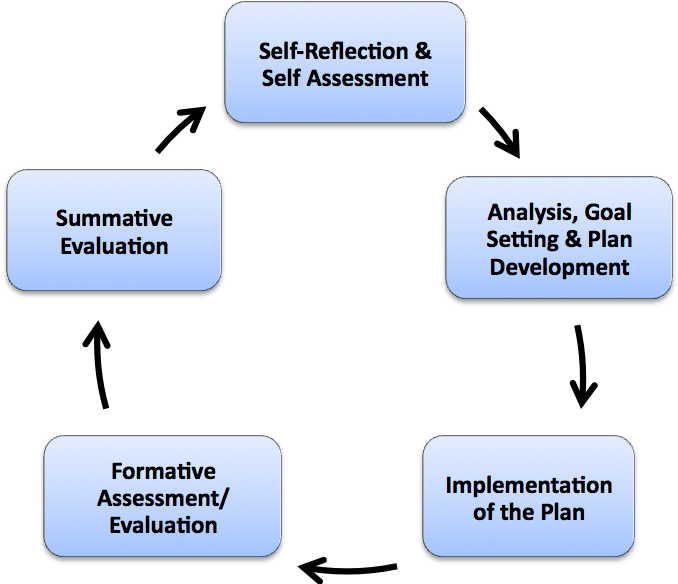 Self-Reflection &
Self Assessment
Analysis, Goal
Setting & Plan
Development
Implementation
of the Plan
Formative
Assessment/
Evaluation
Summative
Evaluation